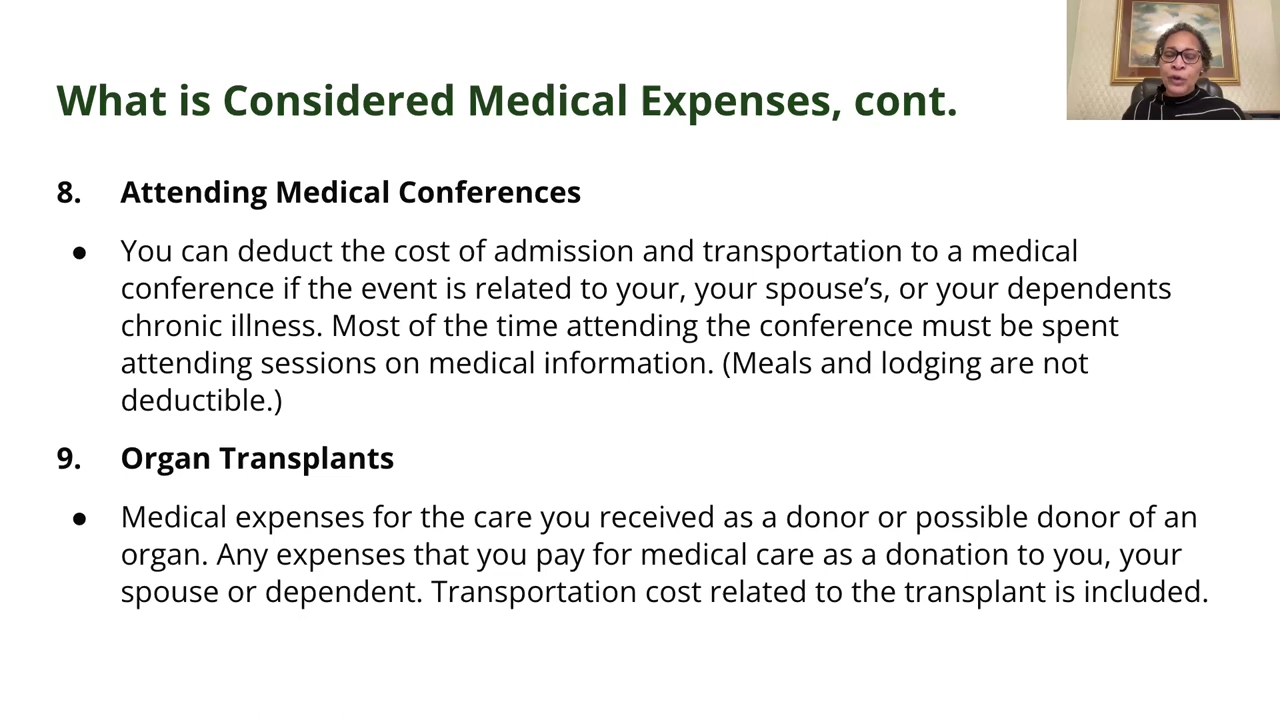 What is Considered Medical Expenses, cont.
8. Attending Medical Conferences
● You can deduct the cost of admission and transportation to a medical
conference if the event is related to your, your spouse’s, or your dependents
chronic illness. Most of the time attending the conference must be spent
attending sessions on medical information. (Meals and lodging are not
deductible.)
9. Organ Transplants
● Medical expenses for the care you received as a donor or possible donor of an
organ. Any expenses that you pay for medical care as a donation to you, your
spouse or dependent. Transportation cost related to the transplant is included.